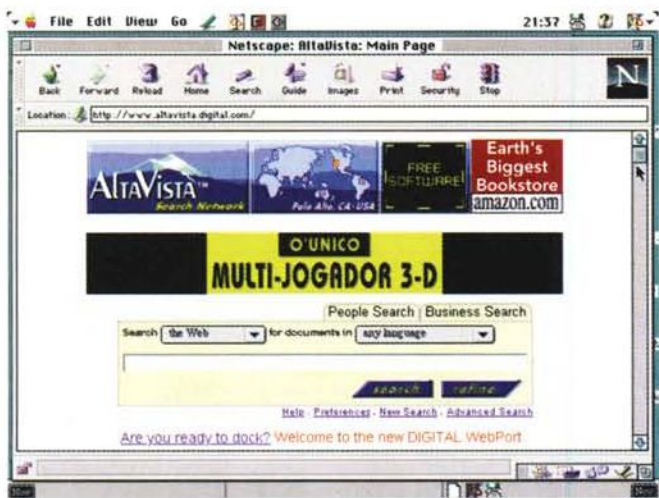 File Edit View Go 21:37
Netscape: AltaVista: Main Page
Back Forward Reload Home Search Guide Images Print Security Stop
N
Location: http://www.altavista.digital.com/
ALTAVISTA™
Search Network
Palo Alto, CA-USA
FREE SOFTWARE!
Earth's Biggest Bookstore
amazon.com
O'UNICO
MULTI-JOGADOR 3-D
People Search Business Search
Search the Web for documents in any language
search refine
Help - Preferences - New Search - Advanced Search
Are you ready to dock? Welcome to the new DIGITAL WebPort